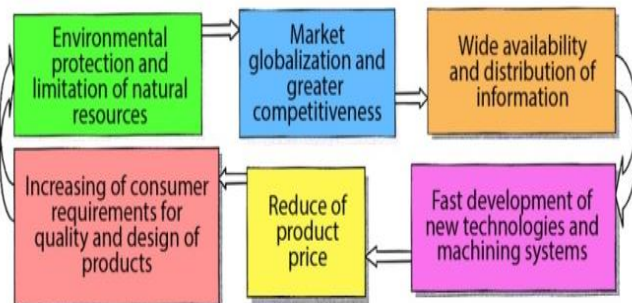 Environmental
protection and
limitation of natural
resources
Market
globalization and
greater
competitiveness
Wide availability
and distribution of
information
Fast development of
new technologies and
machining systems
Reduce of
product
price
Increasing of consumer
requirements for
quality and design of
products